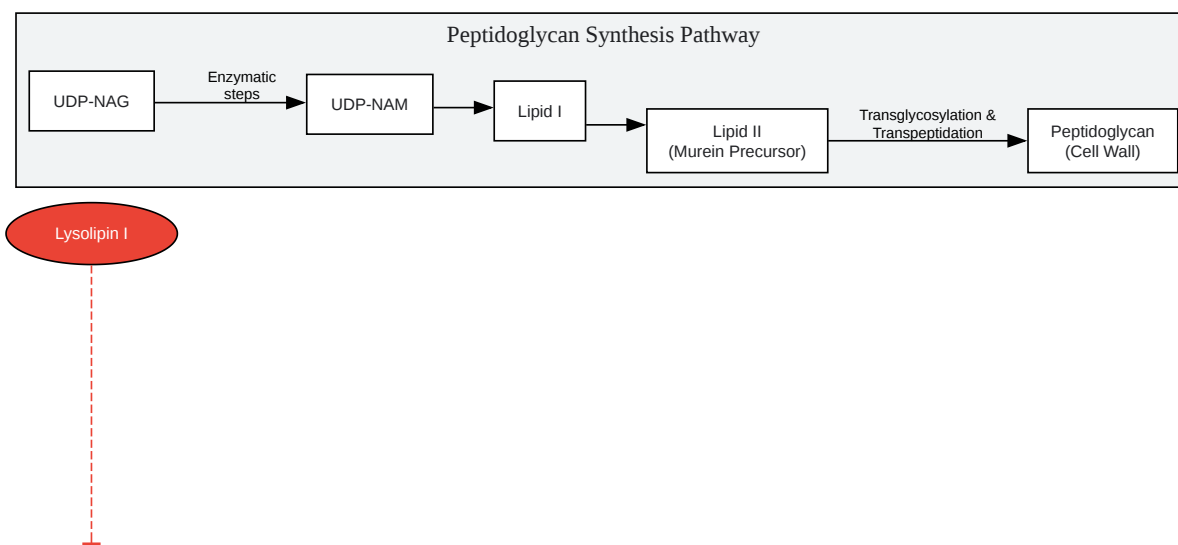 Peptidoglycan Synthesis Pathway
UDP-NAG
Enzymatic
steps
UDP-NAM
Lipid I
Lipid II
(Murein Precursor)
Transglycosylation &
Transpeptidation
Peptidoglycan
(Cell Wall)
Lysolipin I